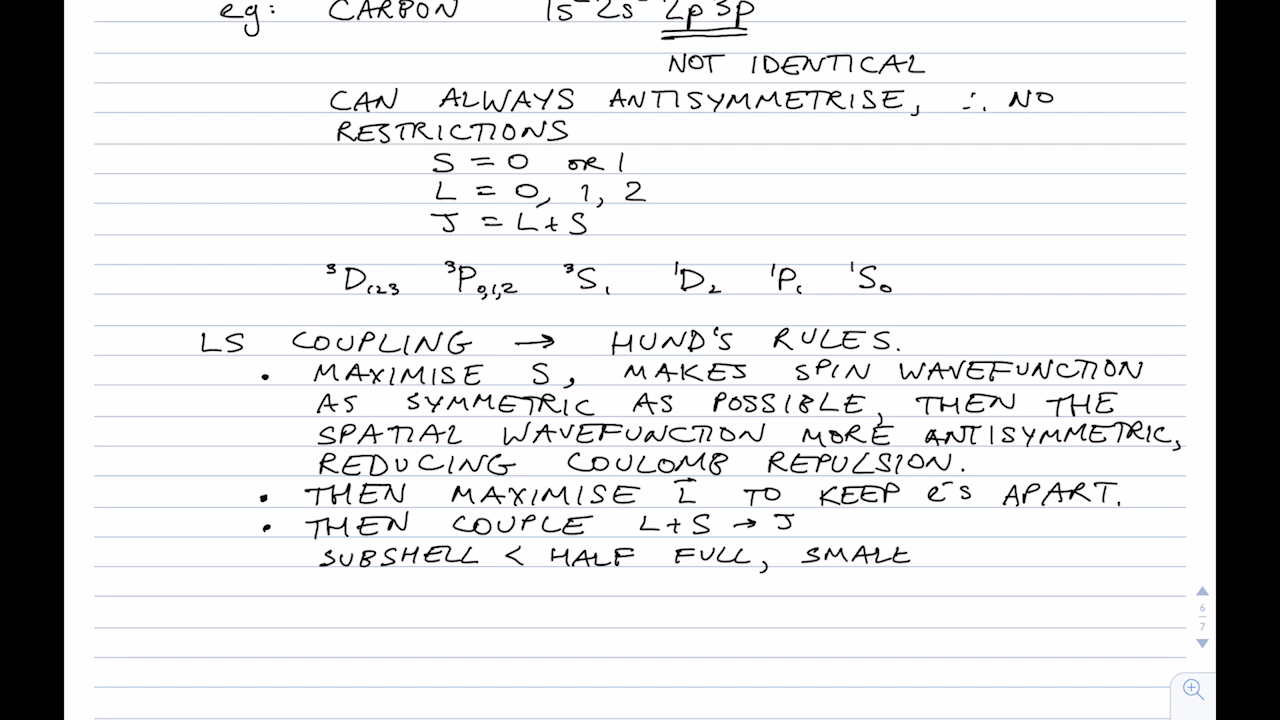 eg: CARBON 1s² 2s² 2p 3p
NOT IDENTICAL
CAN ALWAYS ANTISYMMETRISE, ∴ NO
RESTRICTIONS
S = 0 OR 1
L = 0, 1, 2
J = L+S
³D₁₂₃ ³P₀,₁,₂ ³S₁ ¹D₂ ¹P₁ ¹S₀
LS COUPLING → HUND'S RULES.
• MAXIMISE S, MAKES SPIN WAVEFUNCTION
AS SYMMETRIC AS POSSIBLE, THEN THE
SPATIAL WAVEFUNCTION MORE ANTISYMMETRIC,
REDUCING COULOMB REPULSION.
• THEN MAXIMISE L⃗ TO KEEP e⁻s APART.
• THEN COUPLE L+S → J
SUBSHELL < HALF FULL, SMALL
6
7